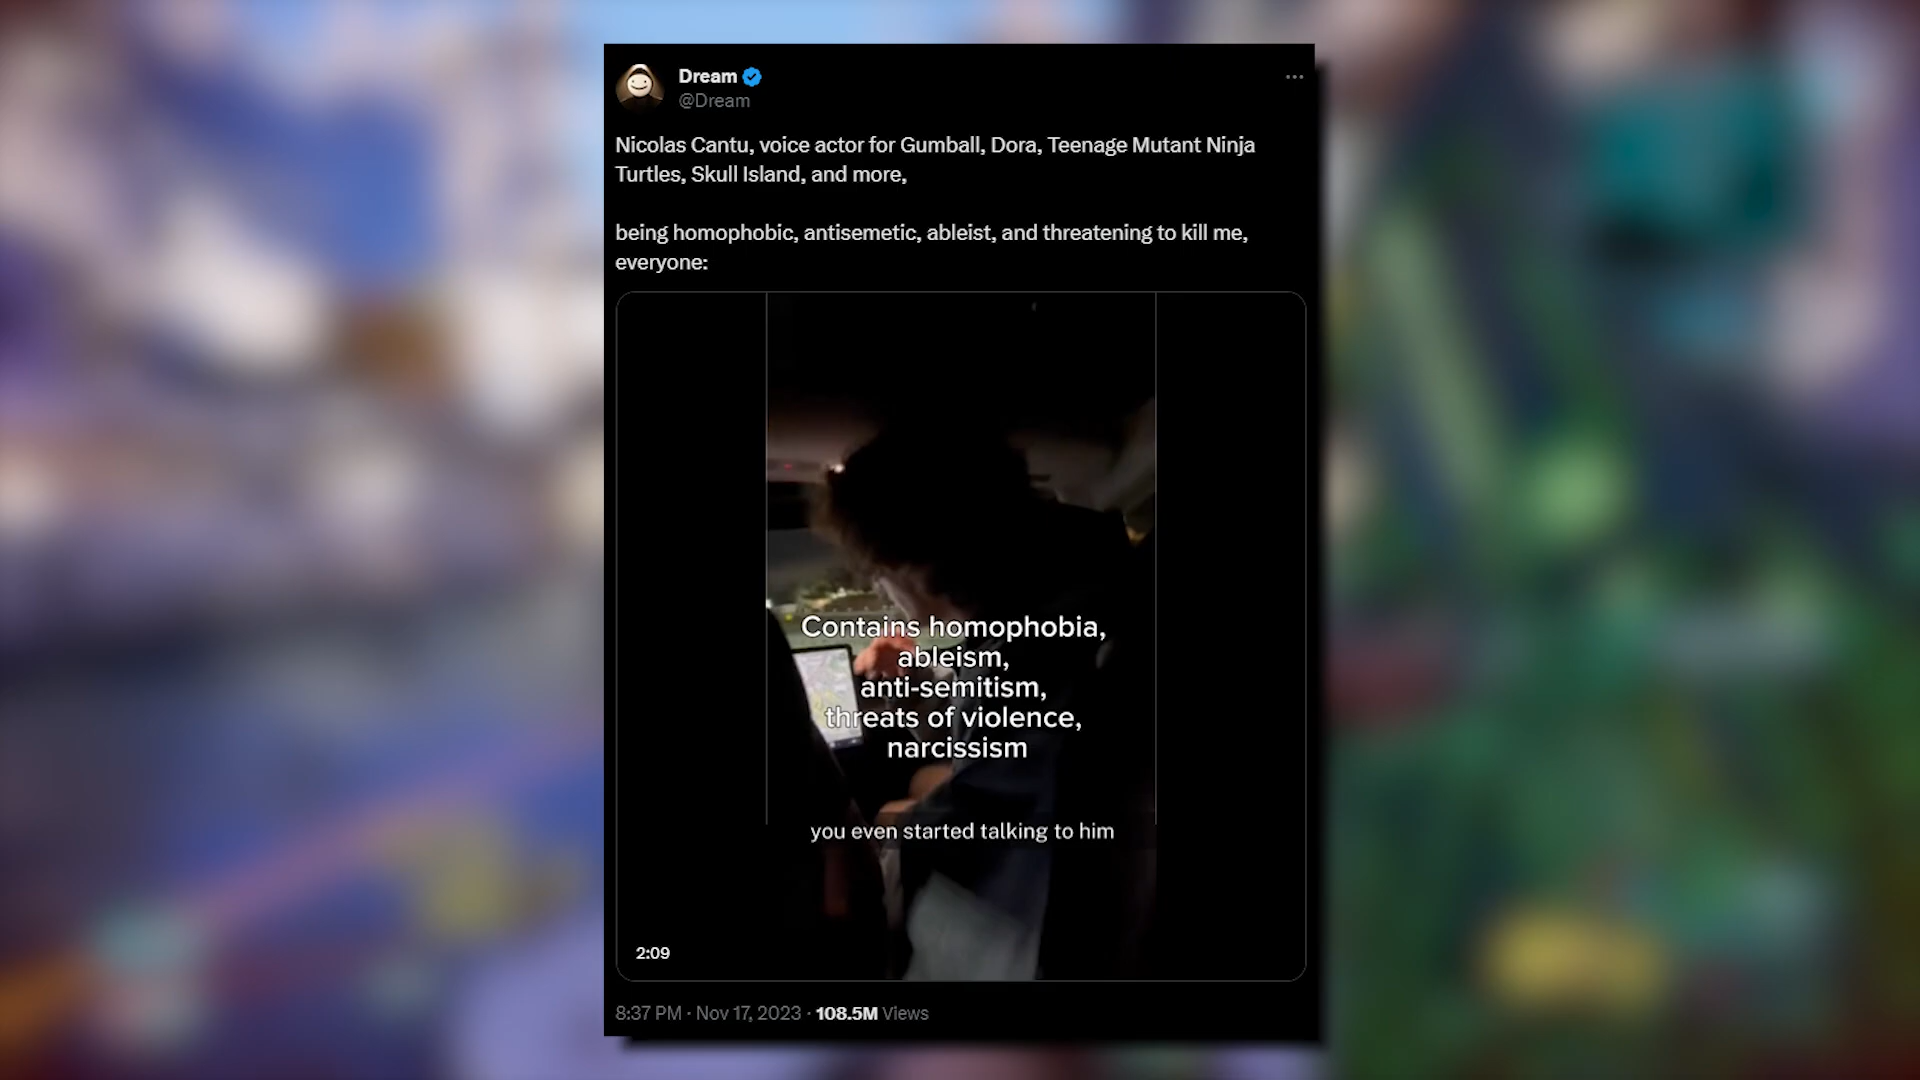 Dream
@Dream
Nicolas Cantu, voice actor for Gumball, Dora, Teenage Mutant Ninja
Turtles, Skull Island, and more,
being homophobic, antisemetic, ableist, and threatening to kill me,
everyone:
Contains homophobia,
ableism,
anti-semitism,
threats of violence,
narcissism
you even started talking to him
2:09
8:37 PM · Nov 17, 2023 · 108.5M Views